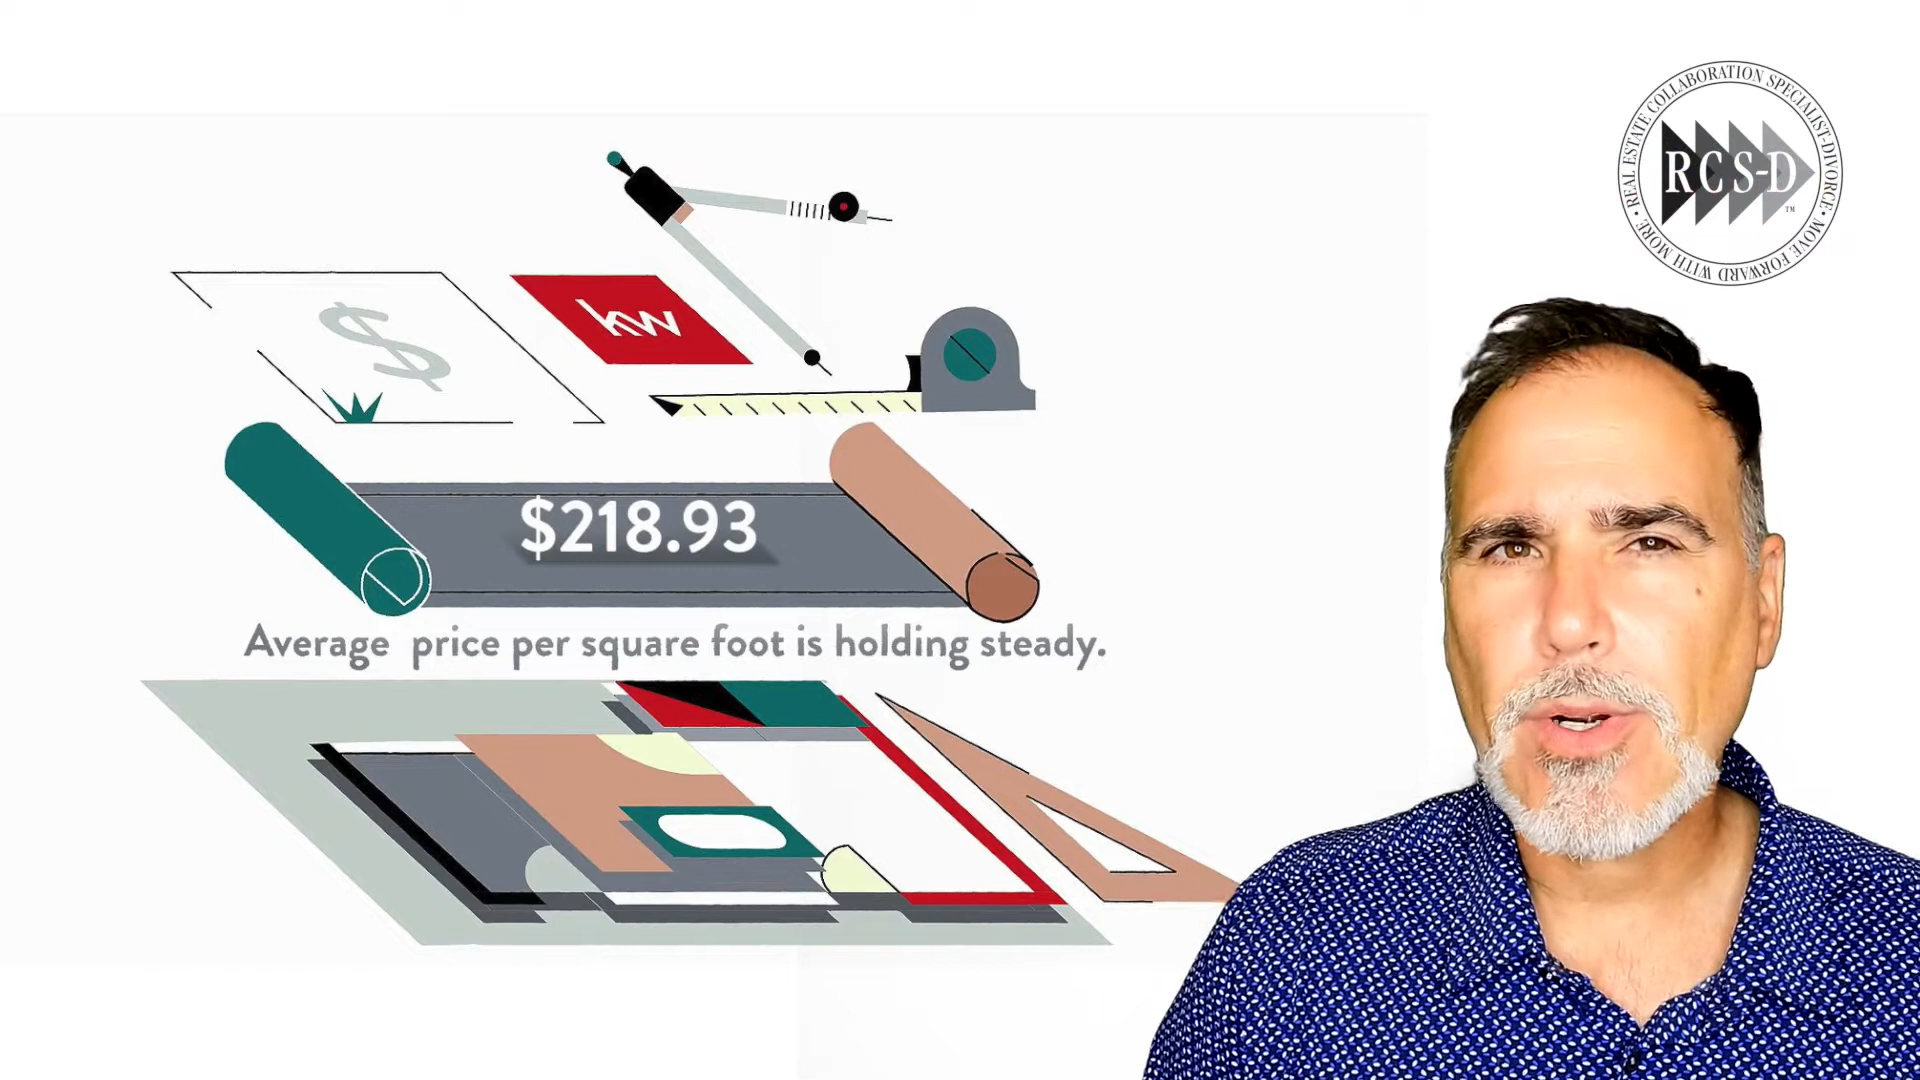 REAL ESTATE COLLABORATION SPECIALIST-DIVORCE • MOVE FORWARD WITH MORE •
RCS-D
TM
$
kw
$218.93
Average price per square foot is holding steady.